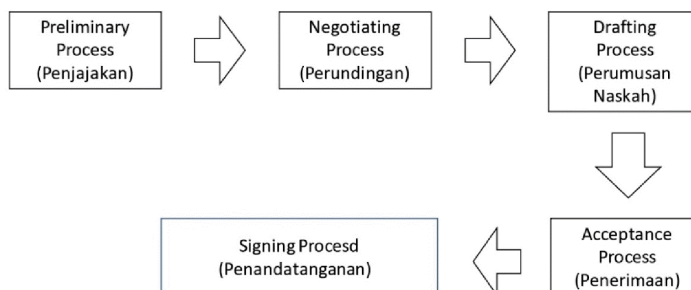 Preliminary
Process
(Penjajakan)
Negotiating
Process
(Perundingan)
Drafting
Process
(Perumusan
Naskah)
Acceptance
Process
(Penerimaan)
Signing Procesd
(Penandatanganan)